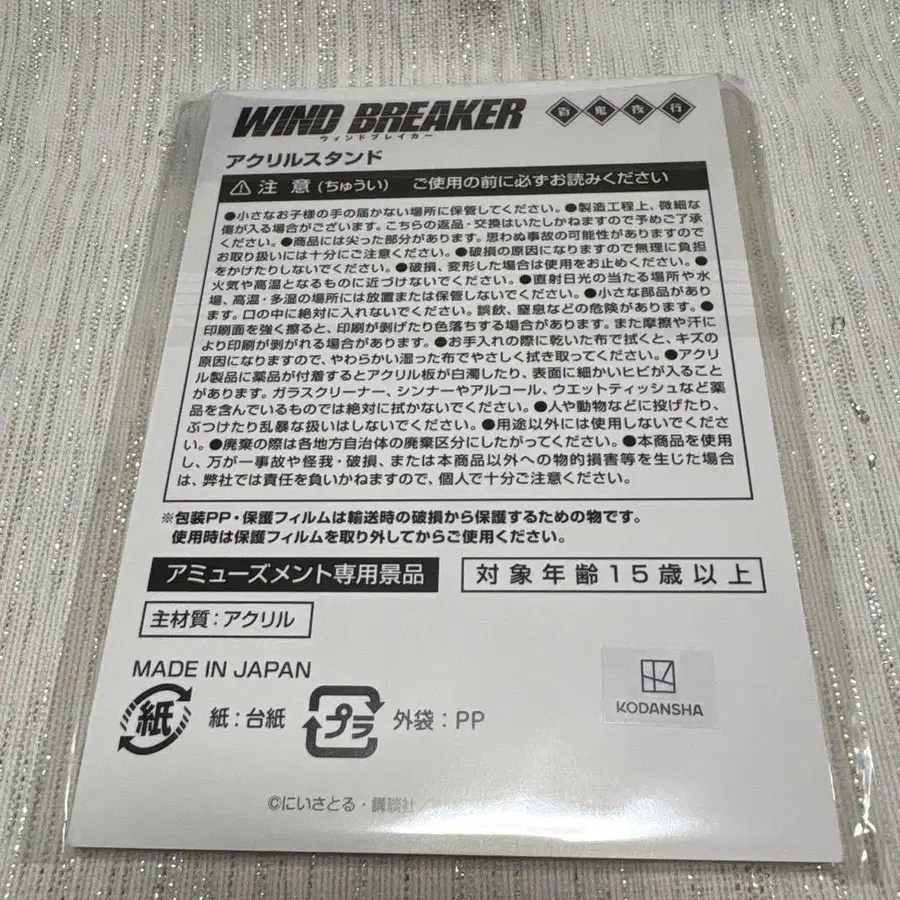 WIND BREAKER 百鬼夜行
ウィンドブレイカー
アクリルスタンド
⚠注 意(ちゅうい) ご使用の前に必ずお読みください
●小さなお子様の手の届かない場所に保管してください。●製造工程上、微細な
傷が入る場合がございます。こちらの返品・交換はいたしかねますので予めご了承
ください。●商品には尖った部分があります。思わぬ事故の可能性がありますので
お取り扱いには十分にご注意ください。●破損の原因になりますので無理に負担
をかけたりしないでください。●破損、変形した場合は使用をお止めください。●
火気や高温となるものに近づけないでください。●直射日光の当たる場所や水
場、高温・多湿の場所には放置または保管しないでください。●小さな部品があり
ます。口の中に絶対に入れないでください。誤飲、窒息などの危険があります。●
印刷面を強く擦ると、印刷が剥げたり色落ちする場合があります。また摩擦や汗に
より印刷が剥がれる場合があります。●お手入れの際に乾いた布で拭くと、キズの
原因になりますので、やわらかい湿った布でやさしく拭き取ってください。●アクリ
ル製品に薬品が付着するとアクリル板が白濁したり、表面に細かいヒビが入ること
があります。ガラスクリーナー、シンナーやアルコール、ウエットティッシュなど薬
品を含んでいるものでは絶対に拭かないでください。●人や動物などに投げたり、
ぶつけたり乱暴な扱いはしないでください。●用途以外には使用しないでくださ
い。●廃棄の際は各地方自治体の廃棄区分にしたがってください。●本商品を使用
し、万が一事故や怪我・破損、または本商品以外への物的損害等を生じた場合
は、弊社では責任を負いかねますので、個人で十分ご注意ください。
※包装PP・保護フィルムは輸送時の破損から保護するための物です。
使用時は保護フィルムを取り外してからご使用ください。
アミューズメント専用景品 対象年齢15歳以上
主材質:アクリル
MADE IN JAPAN
紙 紙:台紙 プラ 外袋:PP
KODANSHA
©にいさとる・講談社